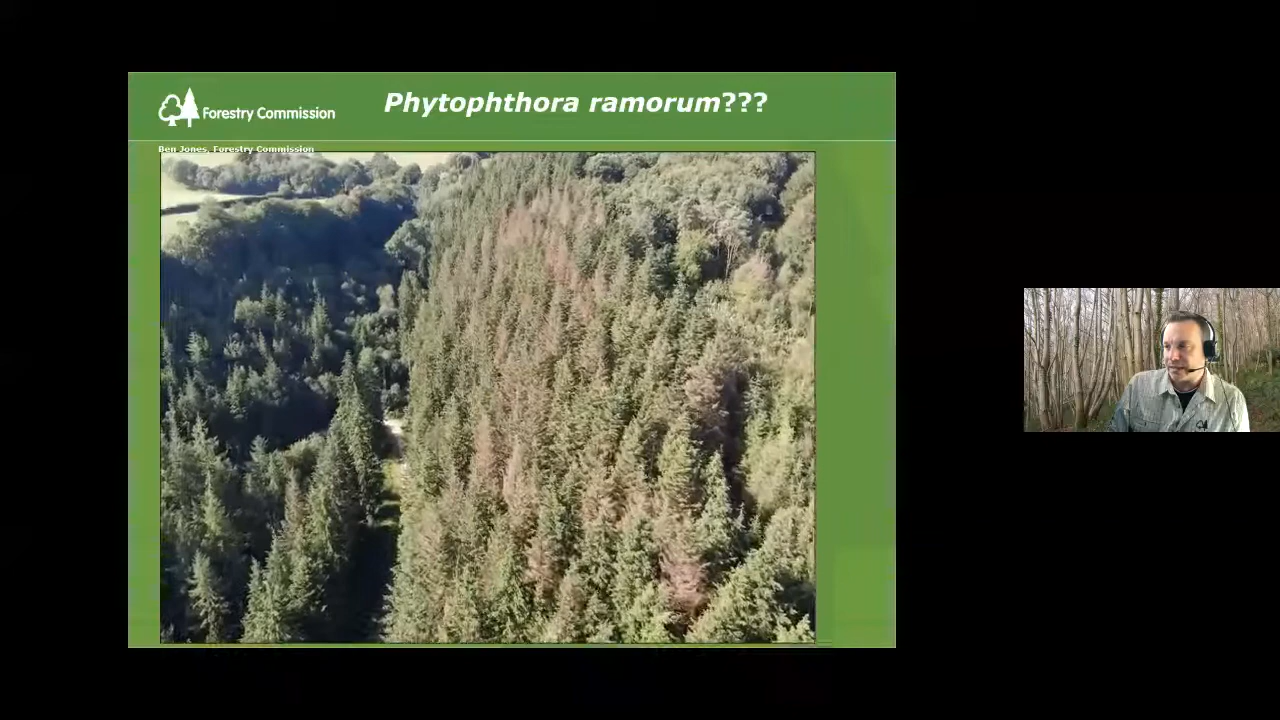 Forestry Commission
Phytophthora ramorum???
Ben Jones, Forestry Commission